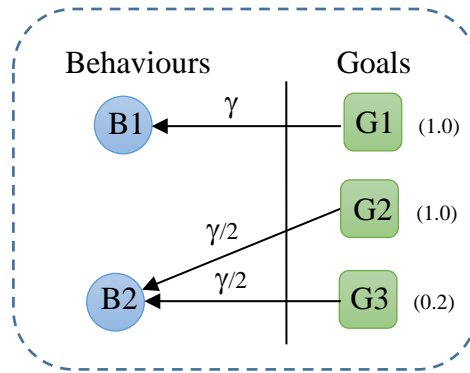 Behaviours Goals
γ
B1 G1 (1.0)
G2 (1.0)
γ/2
γ/2
B2 G3 (0.2)